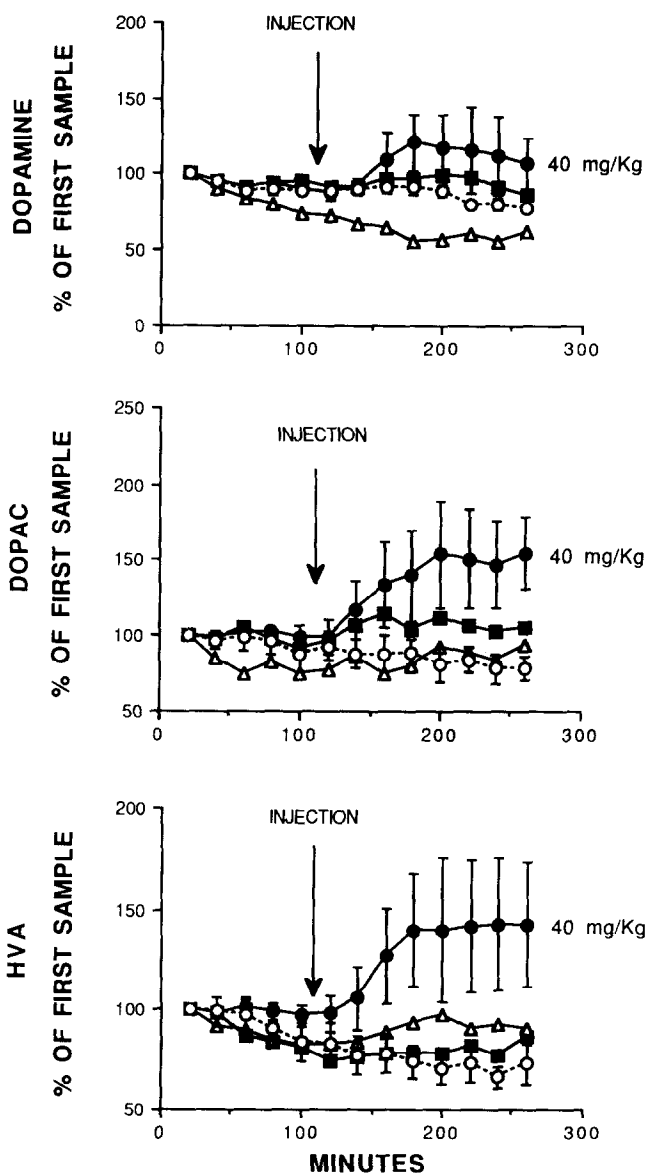 200
INJECTION
150
100
50
0
0
100
200
300
40 mg/Kg
DOPAMINE
% OF FIRST SAMPLE
250
200
INJECTION
150
100
50
0
100
200
300
40 mg/Kg
DOPAC
% OF FIRST SAMPLE
200
INJECTION
150
100
50
0
100
200
300
40 mg/Kg
HVA
% OF FIRST SAMPLE
MINUTES